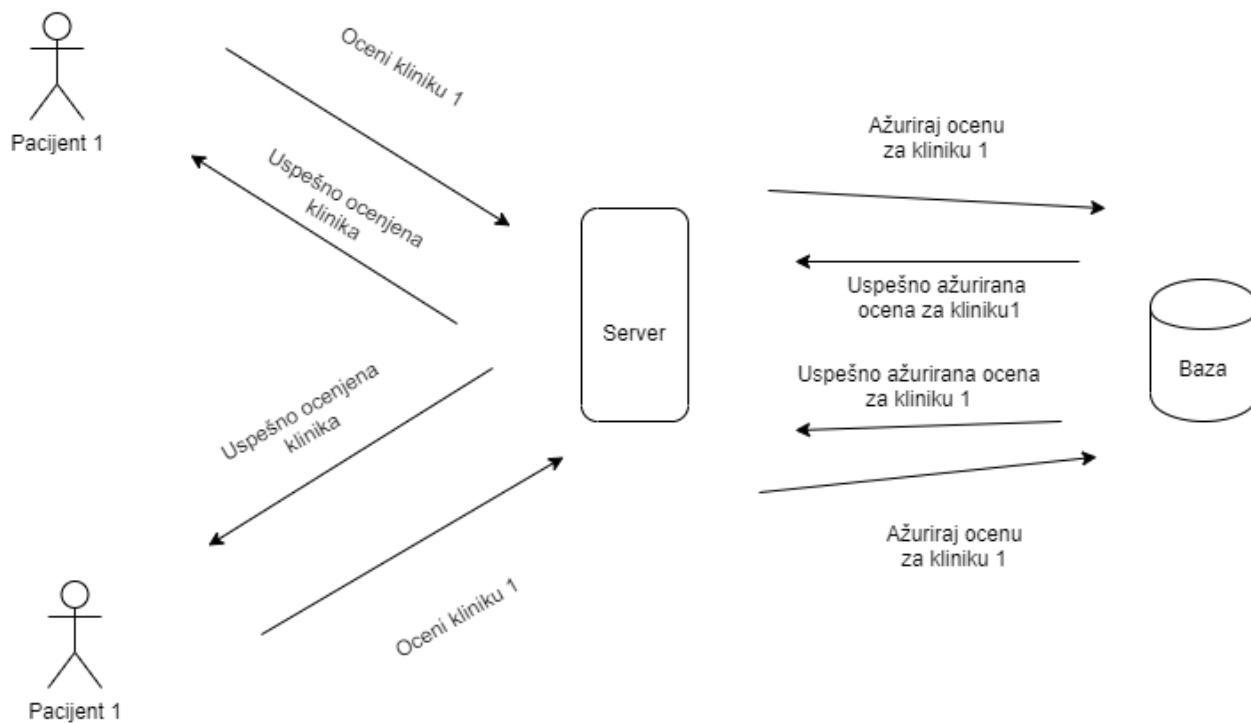 Oceni kliniku 1
Pacijent 1
Uspešno ocenjena
klinika
Ažuriraj ocenu
za kliniku 1
Uspešno ažurirana
ocena za kliniku1
Server
Baza
Uspešno ažurirana ocena
za kliniku 1
Uspešno ocenjena
klinika
Ažuriraj ocenu
za kliniku 1
Oceni kliniku 1
Pacijent 1